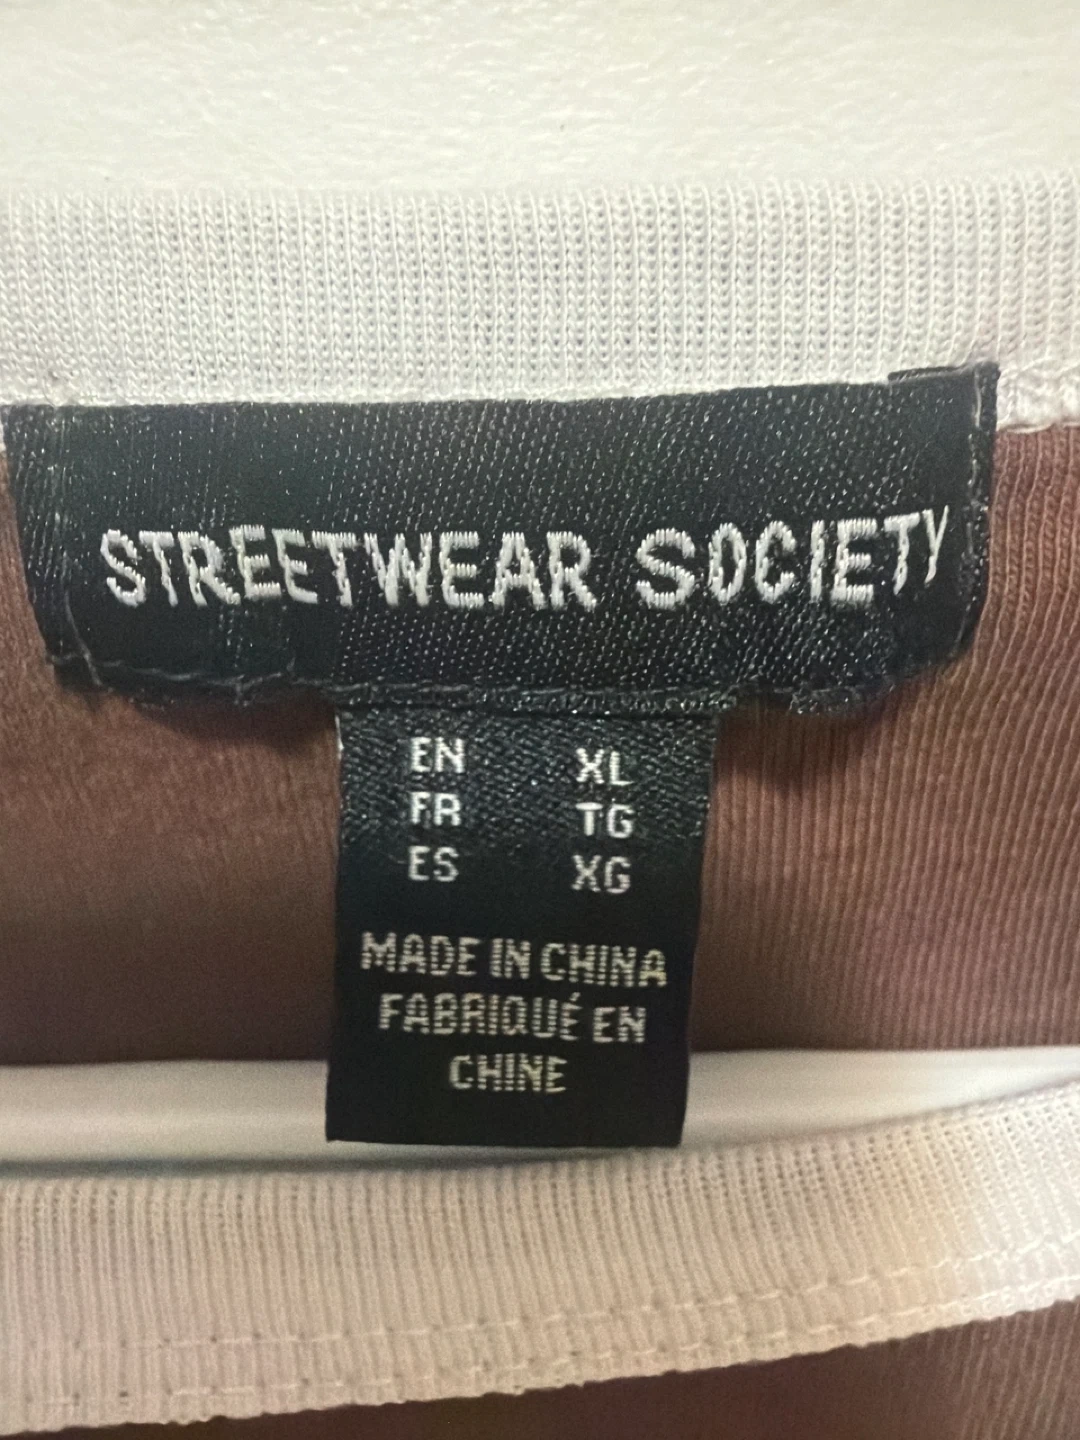 STREETWEAR SOCIETY
EN XL
FR TG
ES XG
MADE IN CHINA
FABRIQUÉ EN
CHINE